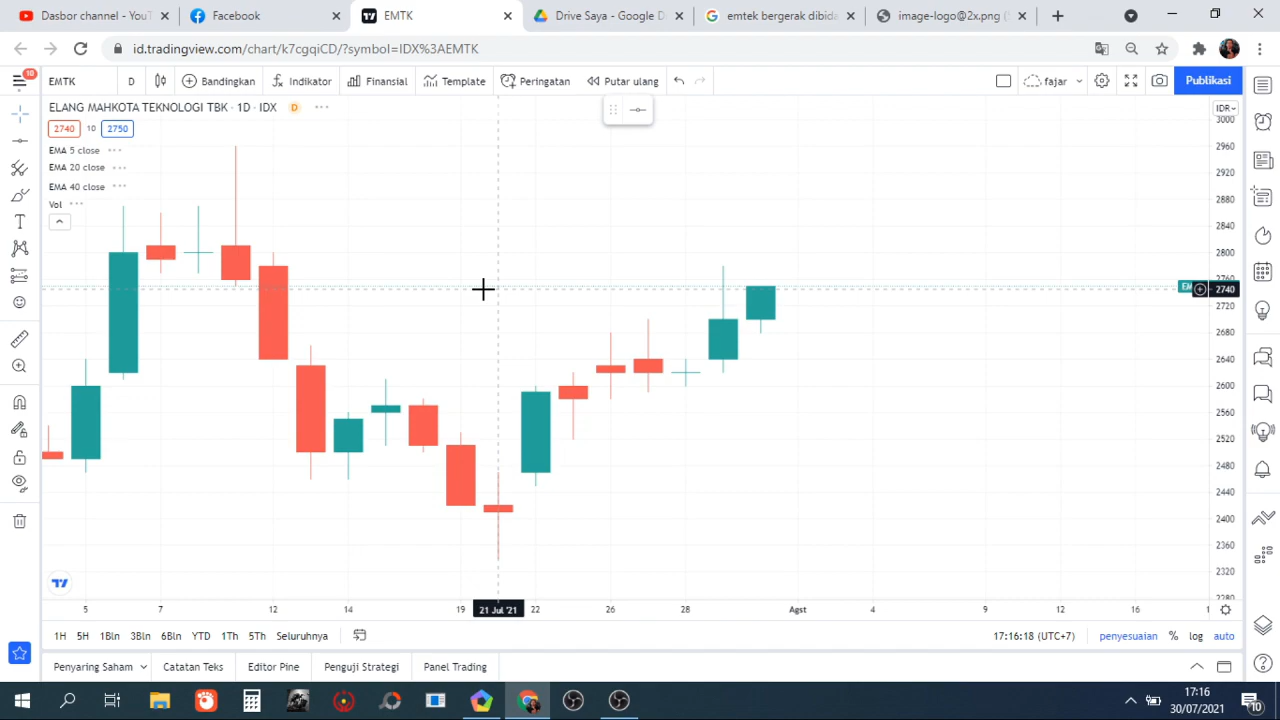 Dasbor channel - YouT
Facebook
EMTK
Drive Saya - Google D
emtek bergerak dibida
image-logo@2x.png (
id.tradingview.com/chart/k7cgqiCD/?symbol=IDX%3AEMTK
10
EMTK
D
Bandingkan
Indikator
Finansial
Template
Peringatan
Putar ulang
fajar
Publikasi
ELANG MAHKOTA TEKNOLOGI TBK · 1D · IDX
D
IDR
2740
10
2750
EMA 5 close
EMA 20 close
EMA 40 close
Vol
3000
2960
2920
2880
2840
2800
2760
EM
2740
2720
2680
2640
2600
2560
2520
2480
2440
2400
2360
2320
2280
5
7
12
14
19
21 Jul '21
22
26
28
Agst
4
9
12
16
1
1H
5H
1Bln
3Bln
6Bln
YTD
1Th
5Th
Seluruhnya
17:16:18 (UTC+7)
penyesuaian
%
log
auto
Penyaring Saham
Catatan Teks
Editor Pine
Penguji Strategi
Panel Trading
17:16
30/07/2021
10